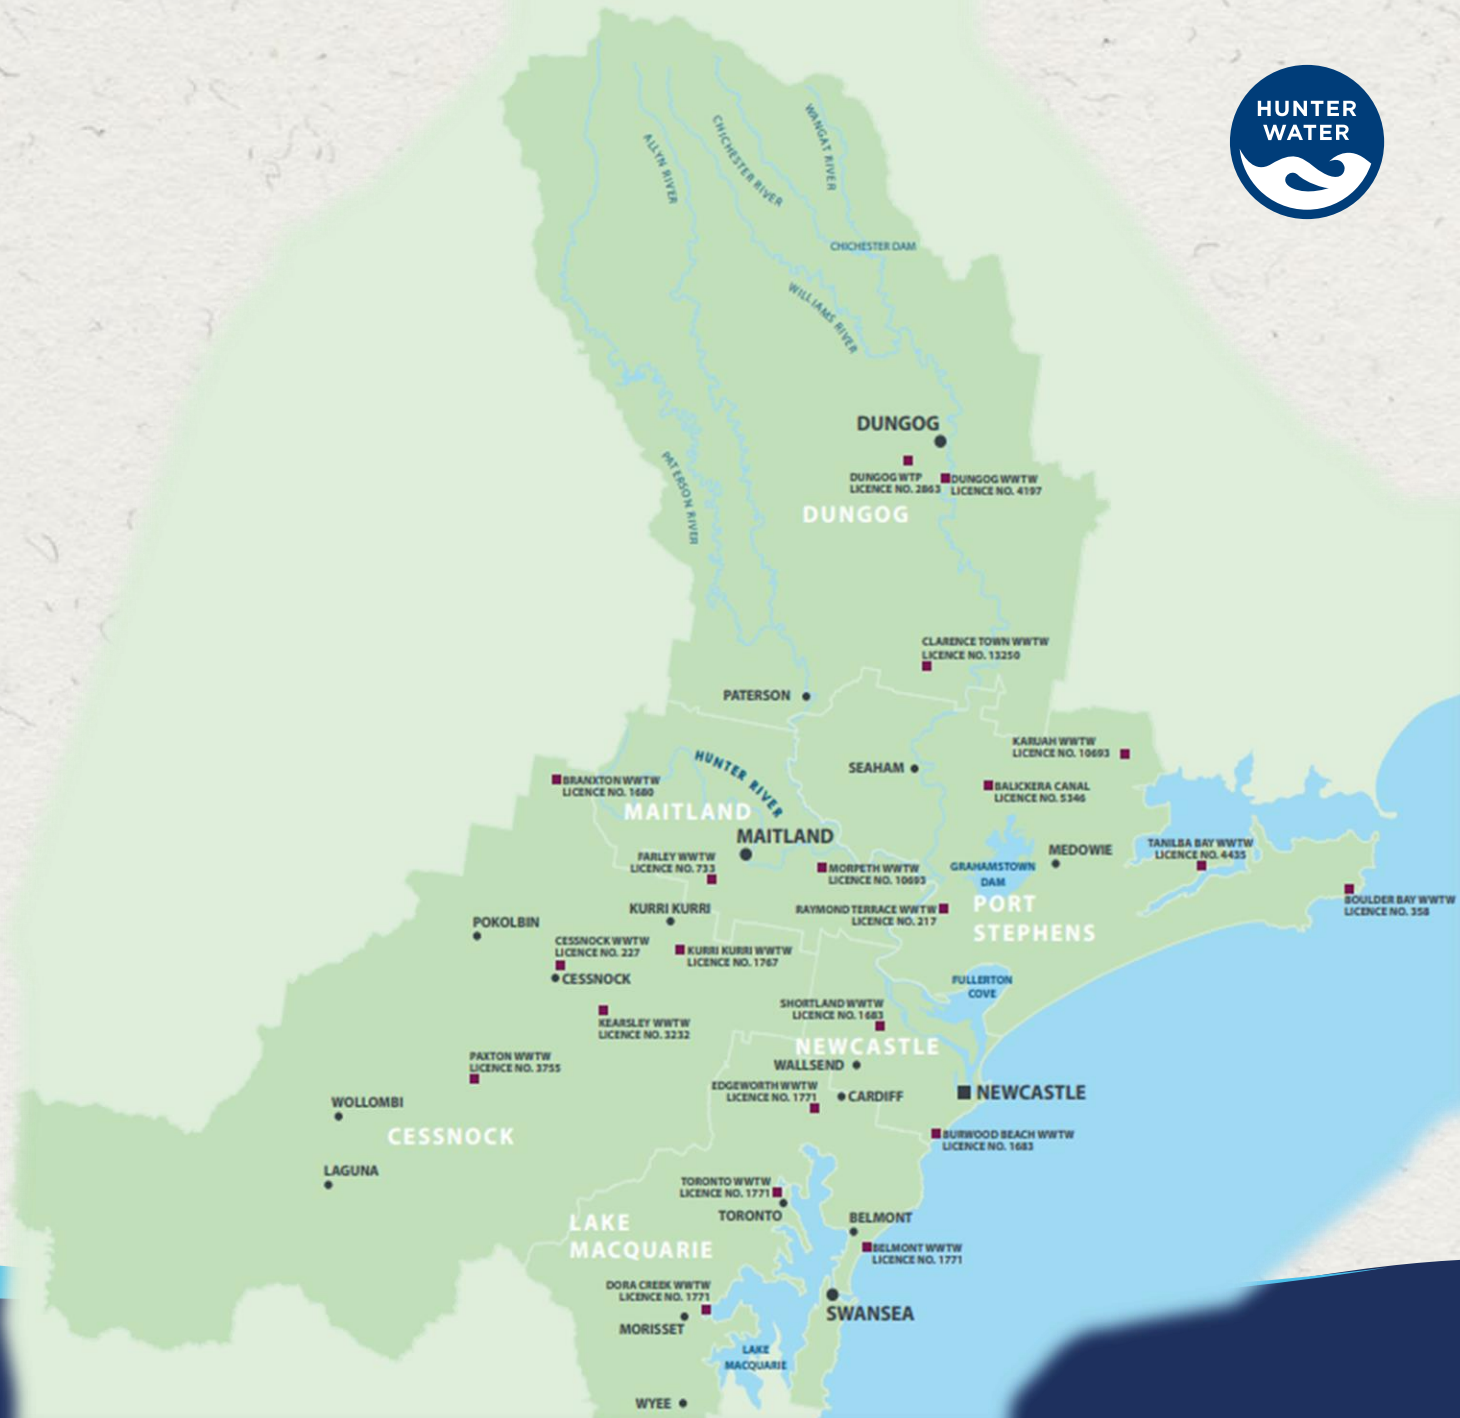 HUNTER
WATER
WANGAT RIVER
CHICHESTER RIVER
ALLYN RIVER
CHICHESTER DAM
WILLIAMS RIVER
DUNGOG
DUNGOG WTP
LICENCE NO. 2863
DUNGOG WWTW
LICENCE NO. 4197
PATERSON RIVER
DUNGOG
CLARENCE TOWN WWTW
LICENCE NO. 13250
PATERSON
KARUAH WWTW
LICENCE NO. 10693
SEAHAM
HUNTER RIVER
BRANXTON WWTW
LICENCE NO. 1680
BALICKERA CANAL
LICENCE NO. 5346
MAITLAND
MAITLAND
MEDOWIE
TANILBA BAY WWTW
LICENCE NO. 4435
FARLEY WWTW
LICENCE NO. 733
MORPETH WWTW
LICENCE NO. 10693
GRAHAMSTOWN
DAM
BOULDER BAY WWTW
LICENCE NO. 358
KURRI KURRI
RAYMOND TERRACE WWTW
LICENCE NO. 217
PORT
STEPHENS
POKOLBIN
CESSNOCK WWTW
LICENCE NO. 227
KURRI KURRI WWTW
LICENCE NO. 1767
CESSNOCK
FULLERTON
COVE
SHORTLAND WWTW
LICENCE NO. 1683
KEARSLEY WWTW
LICENCE NO. 3232
NEWCASTLE
PAXTON WWTW
LICENCE NO. 3755
WALLSEND
EDGEWORTH WWTW
LICENCE NO. 1771
CARDIFF
NEWCASTLE
WOLLOMBI
CESSNOCK
BURWOOD BEACH WWTW
LICENCE NO. 1683
LAGUNA
TORONTO WWTW
LICENCE NO. 1771
TORONTO
BELMONT
LAKE
MACQUARIE
BELMONT WWTW
LICENCE NO. 1771
DORA CREEK WWTW
LICENCE NO. 1771
SWANSEA
MORISSET
LAKE
MACQUARIE
WYEE